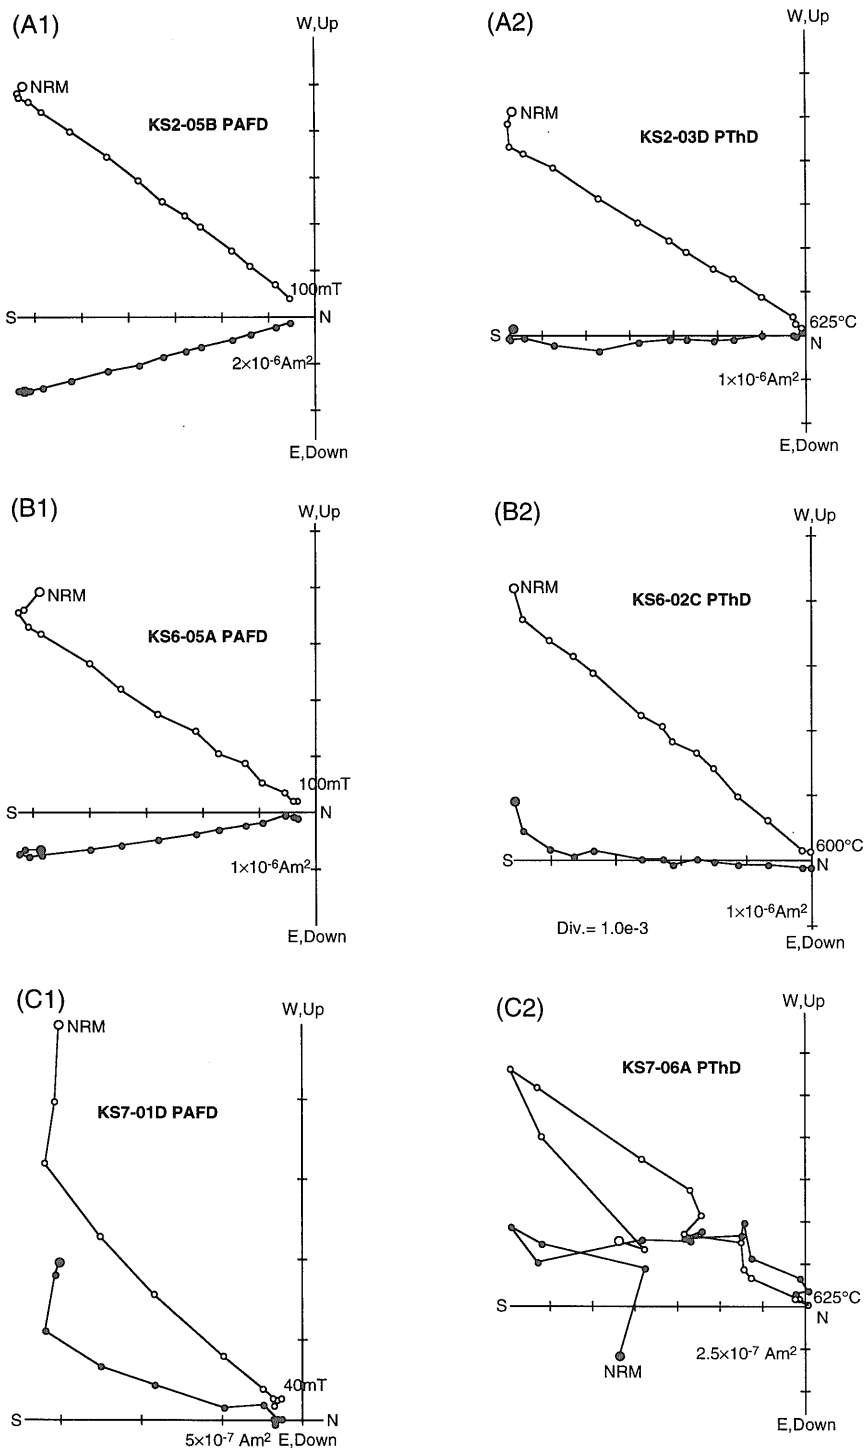 (A1)
W,Up
NRM
KS2-05B PAFD
100mT
S
N
2×10-6Am2
E,Down
(A2)
W,Up
NRM
KS2-03D PThD
625°C
S
N
1×10-6Am2
E,Down
(B1)
W,Up
NRM
KS6-05A PAFD
100mT
S
N
1×10-6Am2
E,Down
(B2)
W,Up
NRM
KS6-02C PThD
600°C
S
N
1×10-6Am2
Div.= 1.0e-3
E,Down
(C1)
W,Up
NRM
KS7-01D PAFD
40mT
S
N
5×10-7 Am2 E,Down
(C2)
W,Up
KS7-06A PThD
625°C
S
N
2.5×10-7 Am2
NRM
E,Down